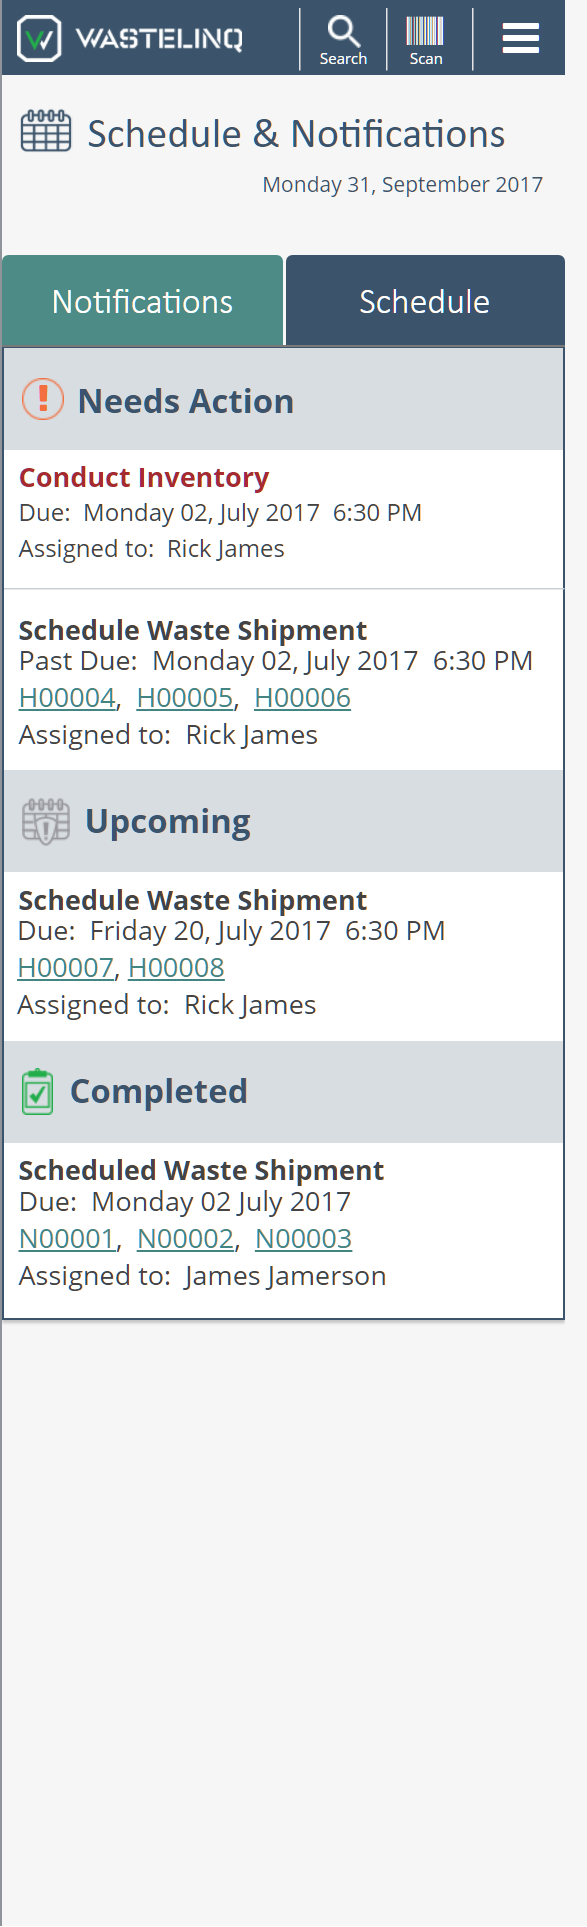 WASTELINQ
Search
Scan
Schedule & Notifications
Monday 31, September 2017
Notifications
Schedule
Needs Action
Conduct Inventory
Due: Monday 02, July 2017 6:30 PM
Assigned to: Rick James
Schedule Waste Shipment
Past Due: Monday 02, July 2017 6:30 PM
H00004, H00005, H00006
Assigned to: Rick James
Upcoming
Schedule Waste Shipment
Due: Friday 20, July 2017 6:30 PM
H00007, H00008
Assigned to: Rick James
Completed
Scheduled Waste Shipment
Due: Monday 02 July 2017
N00001, N00002, N00003
Assigned to: James Jamerson